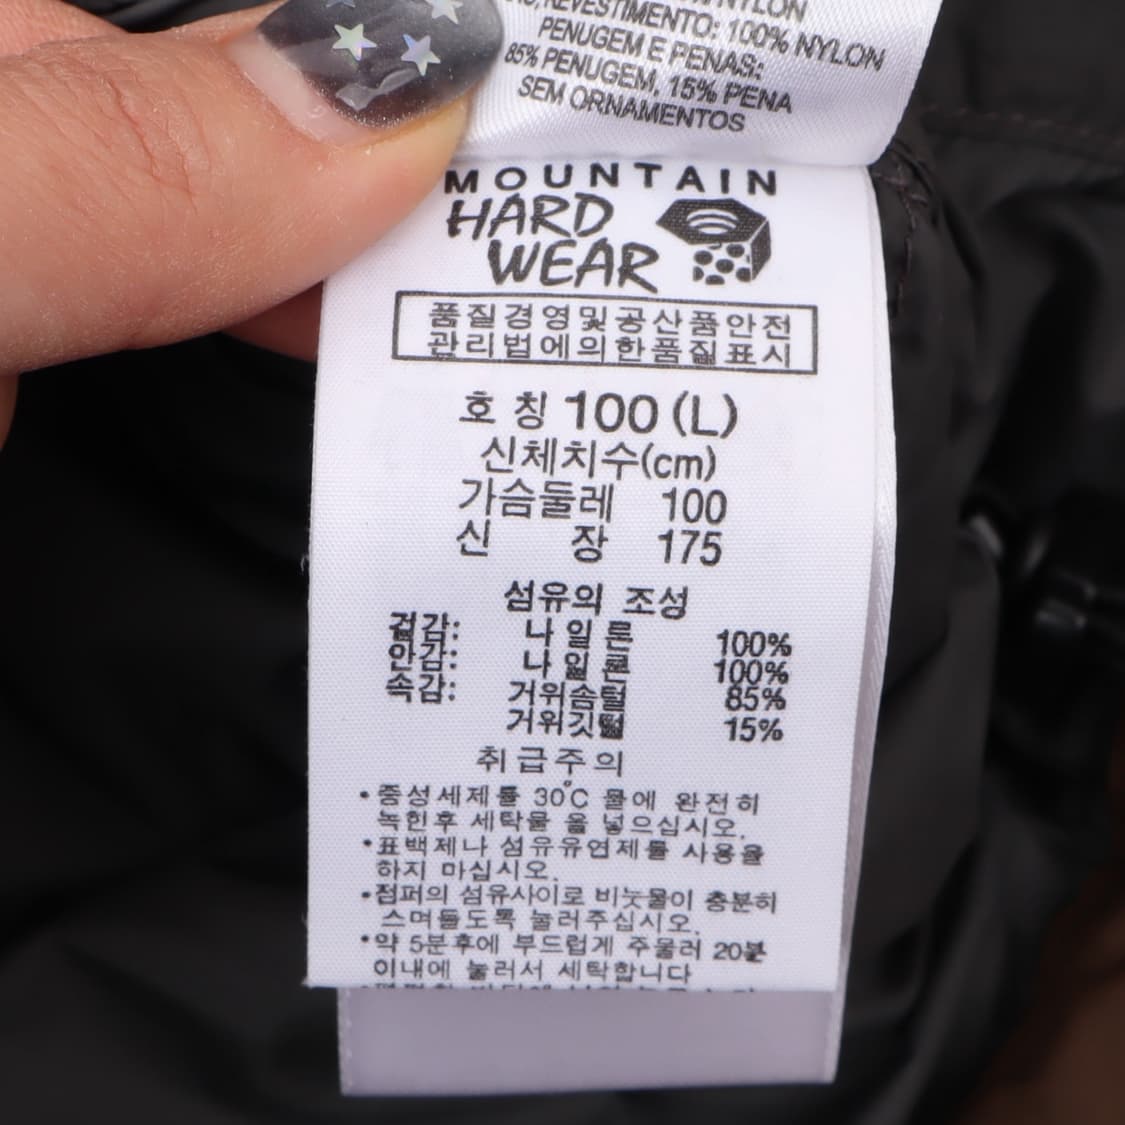 REVESTIMENTO: 100% NYLON
PENUGEM E PENAS:
85% PENUGEM, 15% PENA
SEM ORNAMENTOS
MOUNTAIN
HARD
WEAR
품질경영및공산품안전
관리법에의한품질표시
호 칭 100 (L)
신체치수(cm)
가슴둘레 100
신 장 175
섬유의 조성
겉감: 나 일 론 100%
안감: 나 일 론 100%
속감: 거위솜털 85%
거위깃털 15%
취급주의
•중성세제를 30°C 물에 완전히
녹힌후 세탁물 을 넣으십시오.
•표백제나 섬유유연제를 사용을
하지 마십시오.
•점퍼의 섬유사이로 비눗물이 충분히
스며들도록 눌러주십시오.
•약 5분후에 부드럽게 주물러 20분
이내에 눌러서 세탁합니다